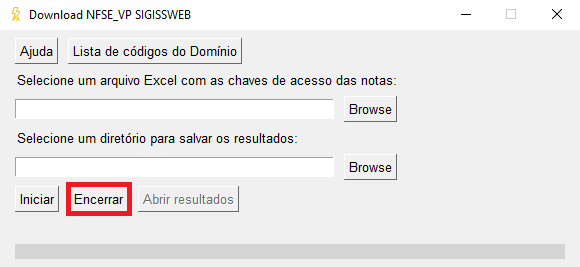 Download NFSE_VP SIGISSWEB
Ajuda Lista de códigos do Domínio
Selecione um arquivo Excel com as chaves de acesso das notas:
Browse
Selecione um diretório para salvar os resultados:
Browse
Iniciar Encerrar Abrir resultados